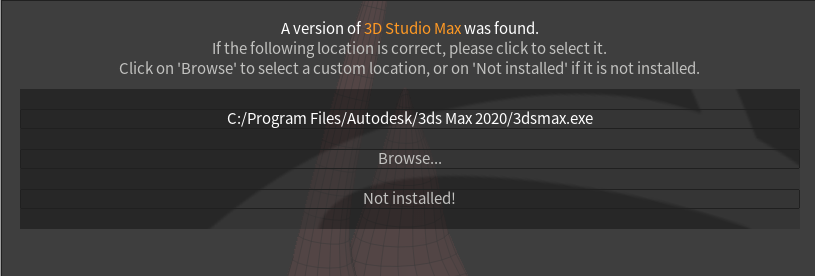 A version of 3D Studio Max was found.
If the following location is correct, please click to select it.
Click on 'Browse' to select a custom location, or on 'Not installed' if it is not installed.
C:/Program Files/Autodesk/3ds Max 2020/3dsmax.exe
Browse...
Not installed!